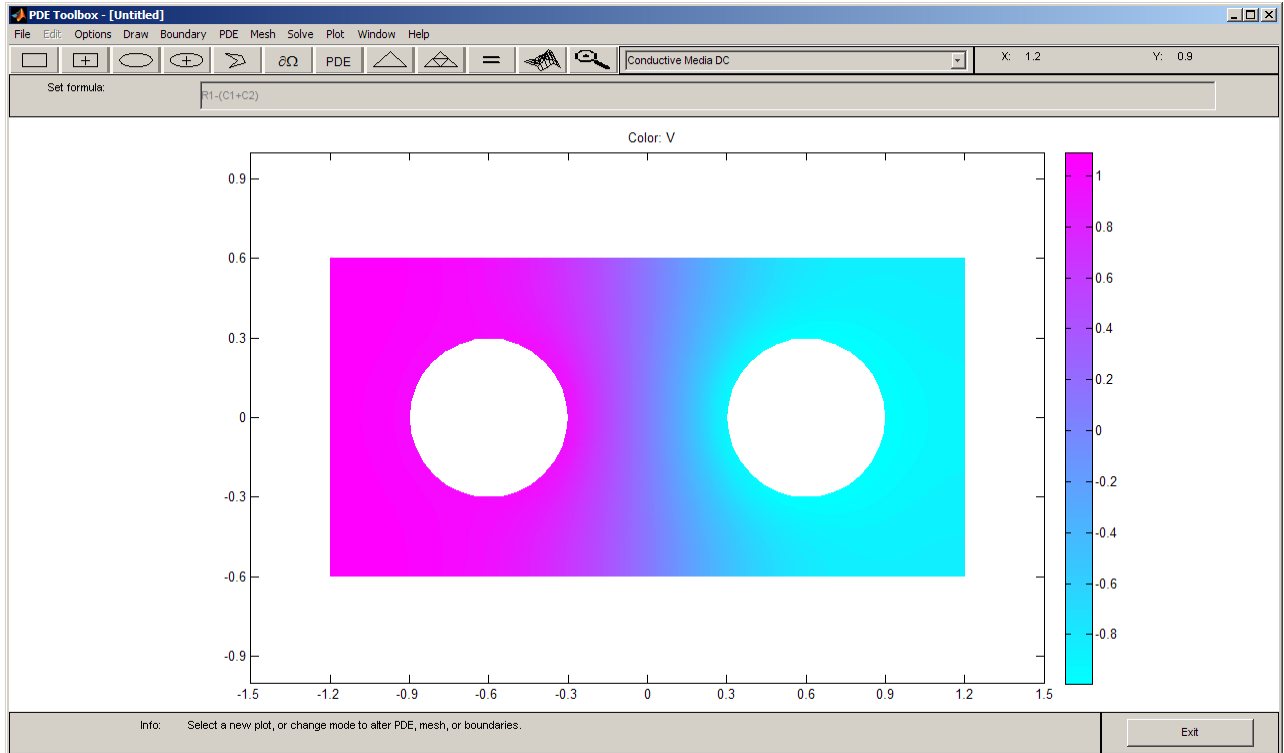 PDE Toolbox - [Untitled]
File Edit Options Draw Boundary PDE Mesh Solve Plot Window Help
∂Ω PDE = Conductive Media DC X: 1.2 Y: 0.9
Set formula: R1-(C1+C2)
Color: V
0.9
0.6
0.3
0
-0.3
-0.6
-0.9
-1.5 -1.2 -0.9 -0.6 -0.3 0 0.3 0.6 0.9 1.2 1.5
1
0.8
0.6
0.4
0.2
0
-0.2
-0.4
-0.6
-0.8
Info: Select a new plot, or change mode to alter PDE, mesh, or boundaries.
Exit